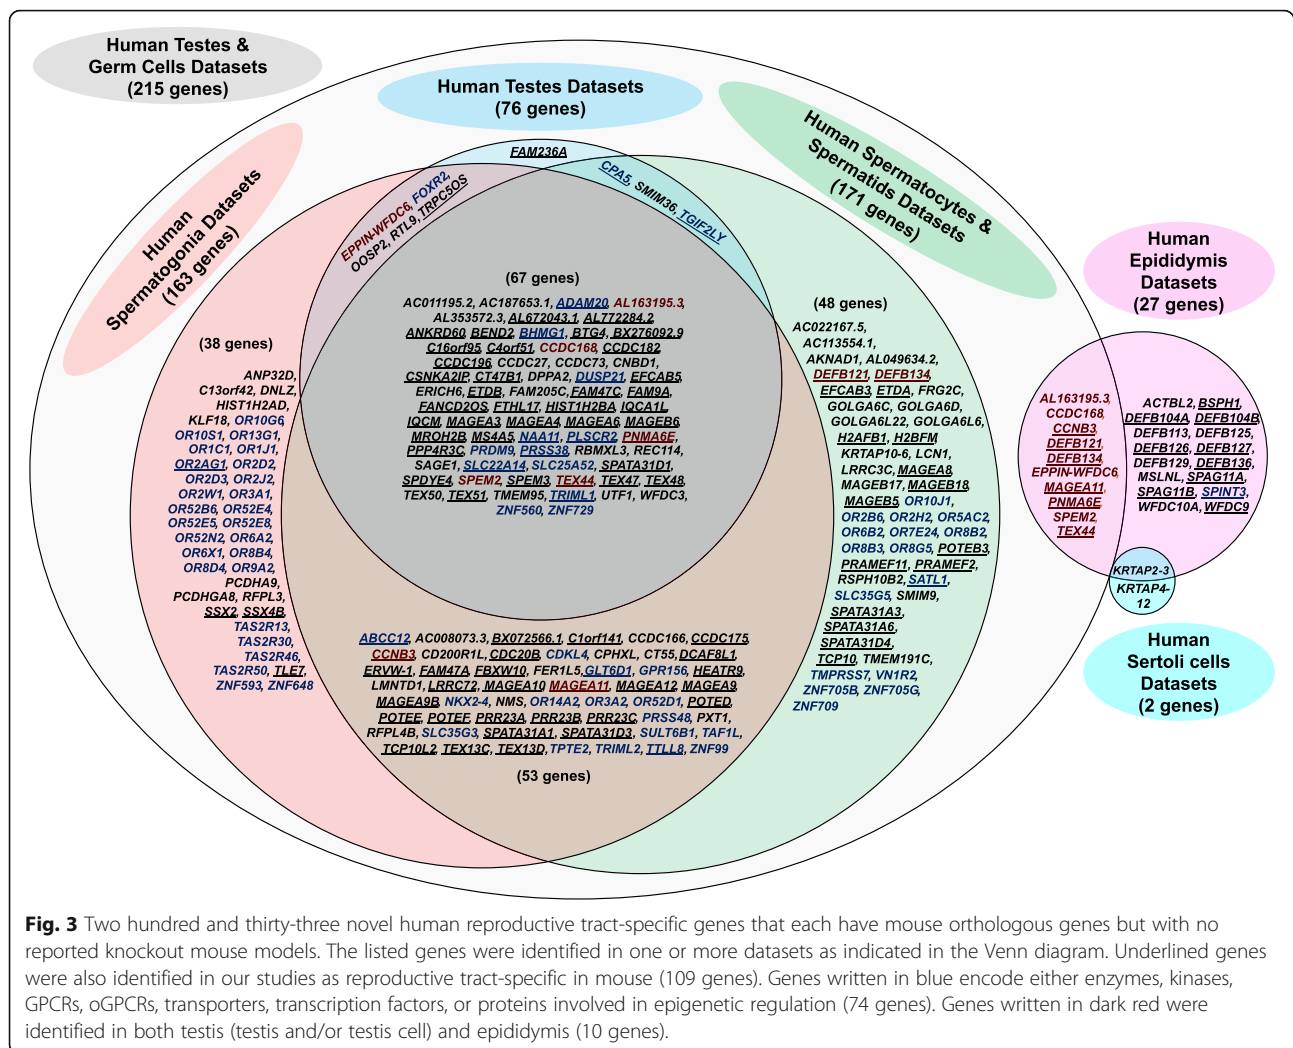 Human Testes &
Germ Cells Datasets
(215 genes)
Human Testes Datasets
(76 genes)
Human Spermatocytes &
Spermatids Datasets
(171 genes)
Human
Spermatogonia Datasets
(163 genes)
Human
Epididymis
Datasets
(27 genes)
Human
Sertoli cells
Datasets
(2 genes)
FAM236A
EPPIN-WFDC6, FOXR2,
OOSP2, RTL9, TRPC5OS
CPA5, SMIM36, TGIF2LY
(67 genes)
AC011195.2, AC187653.1, ADAM20, AL163195.3,
AL353572.3, AL672043.1, AL772284.2,
ANKRD60, BEND2, BHMG1, BTG4, BX276092.9,
C16orf95, C4orf51, CCDC168, CCDC182,
CCDC196, CCDC27, CCDC73, CNBD1,
CSNKA2IP, CT47B1, DPPA2, DUSP21, EFCAB5,
ERICH6, ETDB, FAM205C, FAM47C, FAM9A,
FANCD2OS, FTHL17, HIST1H2BA, IQCA1L,
IQCM, MAGEA3, MAGEA4, MAGEA6, MAGEB6,
MROH2B, MS4A5, NAA11, PLSCR2, PNMA6E,
PPP4R3C, PRDM9, PRSS38, RBMXL3, REC114,
SAGE1, SLC22A14, SLC25A52, SPATA31D1,
SPDYE4, SPEM2, SPEM3, TEX44, TEX47, TEX48,
TEX50, TEX51, TMEM95, TRIML1, UTF1, WFDC3,
ZNF560, ZNF729
(38 genes)
ANP32D,
C13orf42, DNLZ,
HIST1H2AD,
KLF18, OR10G6,
OR10S1, OR13G1,
OR1C1, OR1J1,
OR2AG1, OR2D2,
OR2D3, OR2J2,
OR2W1, OR3A1,
OR52B6, OR52E4,
OR52E5, OR52E8,
OR52N2, OR6A2,
OR6X1, OR8B4,
OR8D4, OR9A2,
PCDHA9,
PCDHGA8, RFPL3,
SSX2, SSX4B,
TAS2R13,
TAS2R30,
TAS2R46,
TAS2R50, TLE7,
ZNF593, ZNF648
(48 genes)
AC022167.5,
AC113554.1,
AKNAD1, AL049634.2,
DEFB121, DEFB134,
EFCAB3, ETDA, FRG2C,
GOLGA6C, GOLGA6D,
GOLGA6L22, GOLGA6L6,
H2AFB1, H2BFM,
KRTAP10-6, LCN1,
LRRC3C, MAGEA8,
MAGEB17, MAGEB18,
MAGEB5, OR10J1,
OR2B6, OR2H2, OR5AC2,
OR6B2, OR7E24, OR8B2,
OR8B3, OR8G5, POTEB3,
PRAMEF11, PRAMEF2,
RSPH10B2, SATL1,
SLC35G5, SMIM9,
SPATA31A3,
SPATA31A6,
SPATA31D4,
TCP10, TMEM191C,
TMPRSS7, VN1R2,
ZNF705B, ZNF705G,
ZNF709
ABCC12, AC008073.3, BX072566.1, C1orf141, CCDC166, CCDC175,
CCNB3, CD200R1L, CDC20B, CDKL4, CPHXL, CT55, DCAF8L1,
ERVW-1, FAM47A, FBXW10, FER1L5, GLT6D1, GPR156, HEATR9,
LMNTD1, LRRC72, MAGEA10, MAGEA11, MAGEA12, MAGEA9,
MAGEA9B, NKX2-4, NMS, OR14A2, OR3A2, OR52D1, POTED,
POTEE, POTEF, PRR23A, PRR23B, PRR23C, PRSS48, PXT1,
RFPL4B, SLC35G3, SPATA31A1, SPATA31D3, SULT6B1, TAF1L,
TCP10L2, TEX13C, TEX13D, TPTE2, TRIML2, TTLL8, ZNF99
(53 genes)
AL163195.3,
CCDC168,
CCNB3,
DEFB121,
DEFB134,
EPPIN-WFDC6,
MAGEA11,
PNMA6E,
SPEM2,
TEX44
ACTBL2, BSPH1,
DEFB104A, DEFB104B,
DEFB113, DEFB125,
DEFB126, DEFB127,
DEFB129, DEFB136,
MSLNL, SPAG11A,
SPAG11B, SPINT3,
WFDC10A, WFDC9
KRTAP2-3
KRTAP4-
12
Fig. 3 Two hundred and thirty-three novel human reproductive tract-specific genes that each have mouse orthologous genes but with no
reported knockout mouse models. The listed genes were identified in one or more datasets as indicated in the Venn diagram. Underlined genes
were also identified in our studies as reproductive tract-specific in mouse (109 genes). Genes written in blue encode either enzymes, kinases,
GPCRs, oGPCRs, transporters, transcription factors, or proteins involved in epigenetic regulation (74 genes). Genes written in dark red were
identified in both testis (testis and/or testis cell) and epididymis (10 genes).